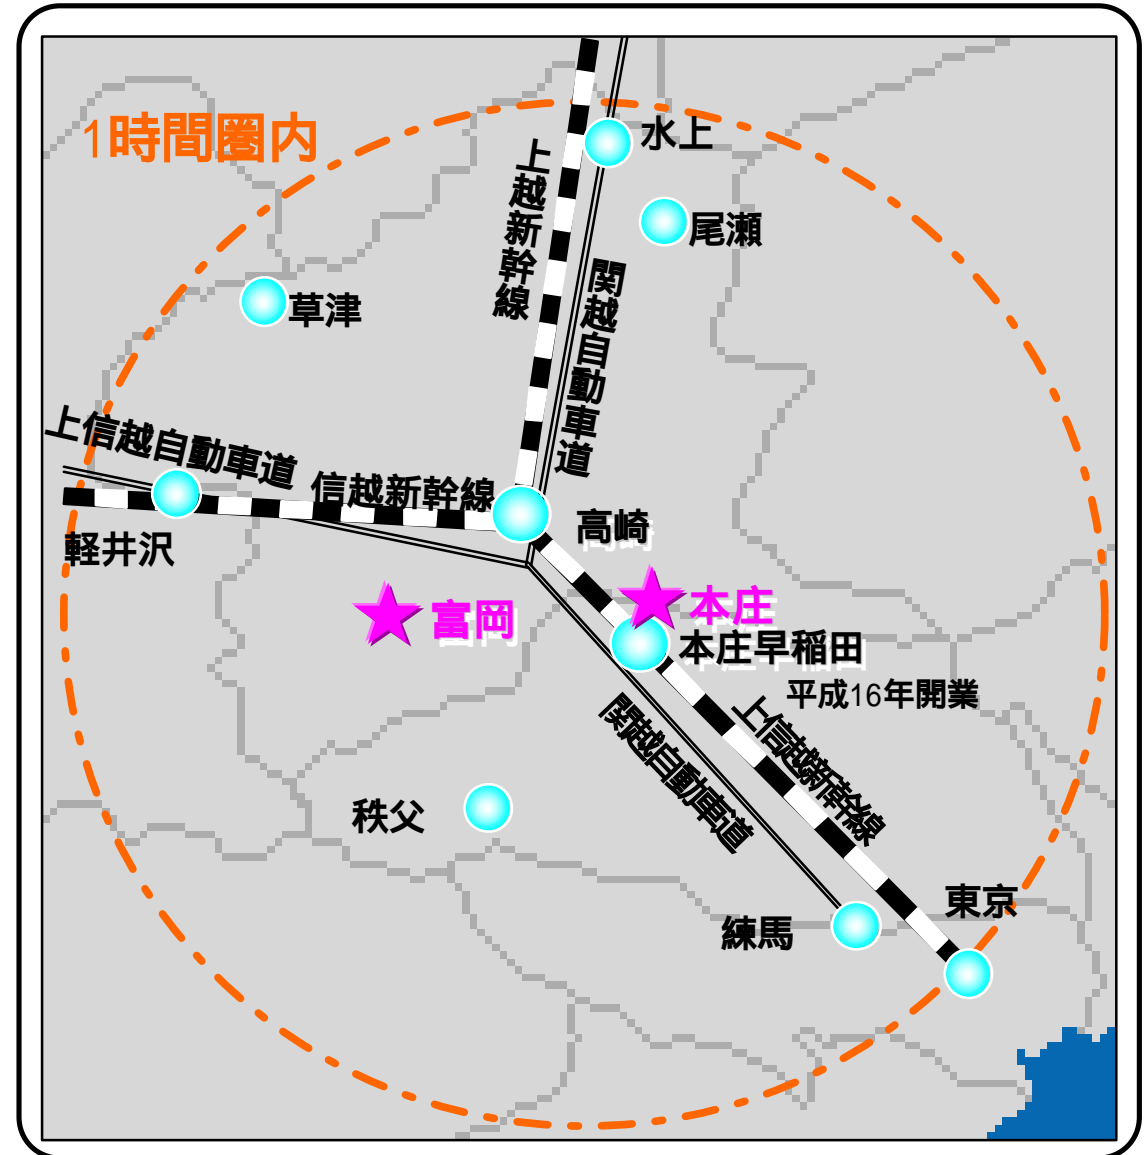 1時間圏内
水上
上越新幹線
尾瀬
関越自動車道
草津
上信越自動車道
信越新幹線
高崎
軽井沢
本庄
富岡
本庄早稲田
平成16年開業
上信越新幹線
関越自動車道
秩父
東京
練馬